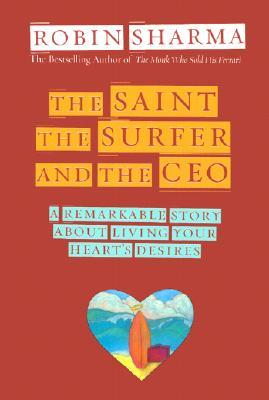 ROBIN SHARMA
The Bestselling Author of The Monk Who Sold His Ferrari
THE SAINT
THE SURFER
AND THE CEO
A REMARKABLE STORY
ABOUT LIVING YOUR
HEART'S DESIRES